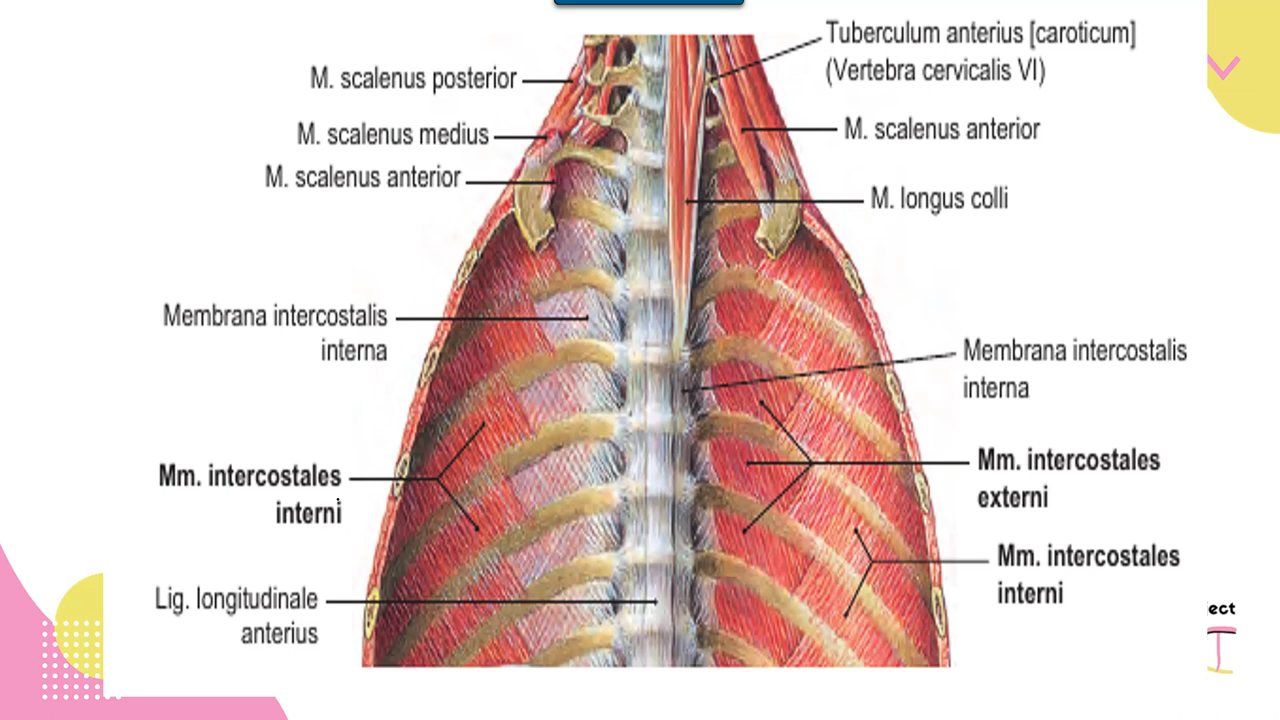 M. scalenus posterior
M. scalenus medius
M. scalenus anterior
Membrana intercostalis
interna
Mm. intercostales
interni
Lig. longitudinale
anterius
Tuberculum anterius [caroticum]
(Vertebra cervicalis VI)
M. scalenus anterior
M. longus colli
Membrana intercostalis
interna
Mm. intercostales
externi
Mm. intercostales
interni
ect